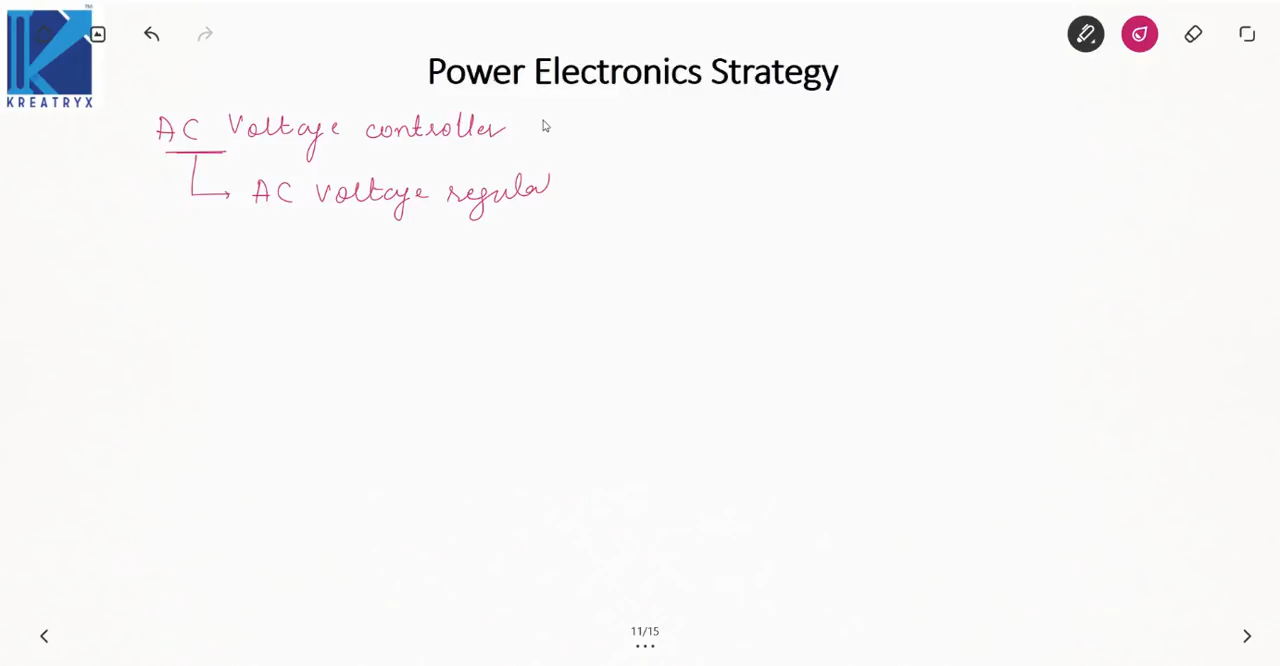 KREATRYX
Power Electronics Strategy
AC Voltage controller
AC Voltage regula
11/15